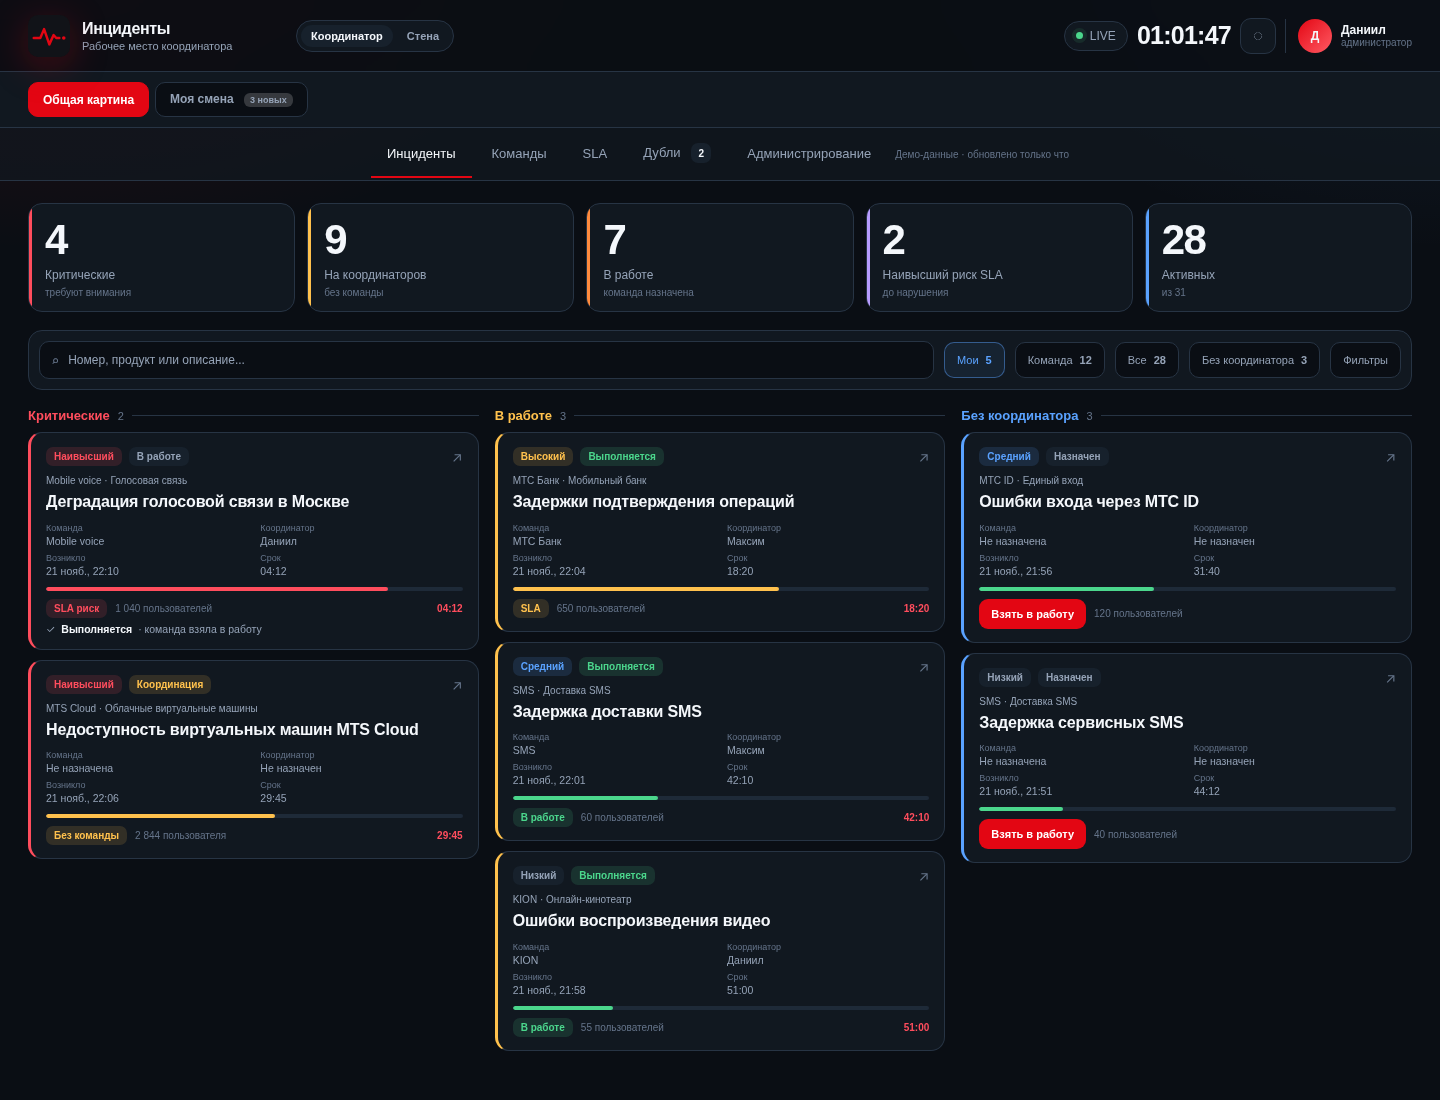 Инциденты
Рабочее место координатора
Координатор Стена
LIVE 01:01:47
Д
Даниил
администратор
Общая картина
Моя смена 3 новых
Инциденты Команды SLA Дубли 2 Администрирование Демо-данные · обновлено только что
4
Критические
требуют внимания
9
На координаторов
без команды
7
В работе
команда назначена
2
Наивысший риск SLA
до нарушения
28
Активных
из 31
Номер, продукт или описание...
Мои 5
Команда 12
Все 28
Без координатора 3
Фильтры
Критические 2
Наивысший В работе
Mobile voice · Голосовая связь
Деградация голосовой связи в Москве
Команда Координатор
Mobile voice Даниил
Возникло Срок
21 нояб., 22:10 04:12
SLA риск 1 040 пользователей 04:12
✓ Выполняется · команда взяла в работу
Наивысший Координация
MTS Cloud · Облачные виртуальные машины
Недоступность виртуальных машин MTS Cloud
Команда Координатор
Не назначена Не назначен
Возникло Срок
21 нояб., 22:06 29:45
Без команды 2 844 пользователя 29:45
В работе 3
Высокий Выполняется
МТС Банк · Мобильный банк
Задержки подтверждения операций
Команда Координатор
МТС Банк Максим
Возникло Срок
21 нояб., 22:04 18:20
SLA 650 пользователей 18:20
Средний Выполняется
SMS · Доставка SMS
Задержка доставки SMS
Команда Координатор
SMS Максим
Возникло Срок
21 нояб., 22:01 42:10
В работе 60 пользователей 42:10
Низкий Выполняется
KION · Онлайн-кинотеатр
Ошибки воспроизведения видео
Команда Координатор
KION Даниил
Возникло Срок
21 нояб., 21:58 51:00
В работе 55 пользователей 51:00
Без координатора 3
Средний Назначен
МТС ID · Единый вход
Ошибки входа через МТС ID
Команда Координатор
Не назначена Не назначен
Возникло Срок
21 нояб., 21:56 31:40
Взять в работу 120 пользователей
Низкий Назначен
SMS · Доставка SMS
Задержка сервисных SMS
Команда Координатор
Не назначена Не назначен
Возникло Срок
21 нояб., 21:51 44:12
Взять в работу 40 пользователей